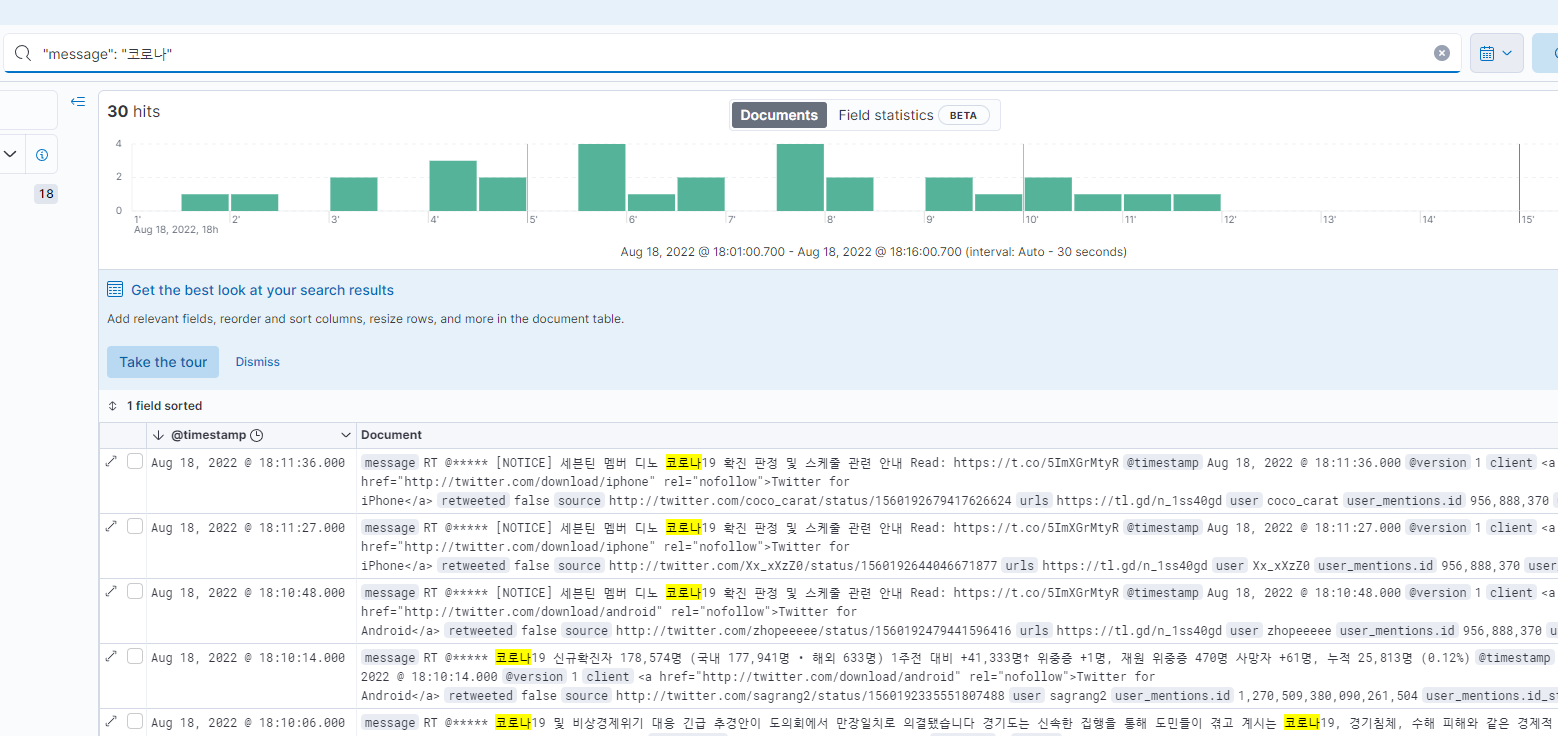 "message": "코로나"
30 hits
Documents Field statistics BETA
18
4
2
0
1' 2' 3' 4' 5' 6' 7' 8' 9' 10' 11' 12' 13' 14' 15'
Aug 18, 2022, 18h
Aug 18, 2022 @ 18:01:00.700 - Aug 18, 2022 @ 18:16:00.700 (interval: Auto - 30 seconds)
Get the best look at your search results
Add relevant fields, reorder and sort columns, resize rows, and more in the document table.
Take the tour Dismiss
1 field sorted
@timestamp Document
Aug 18, 2022 @ 18:11:36.000 message RT @***** [NOTICE] 세븐틴 멤버 디노 코로나19 확진 판정 및 스케줄 관련 안내 Read: https://t.co/5ImXGrMtyR @timestamp Aug 18, 2022 @ 18:11:36.000 @version 1 client <a
href="http://twitter.com/download/iphone" rel="nofollow">Twitter for
iPhone</a> retweeted false source http://twitter.com/coco_carat/status/1560192679417626624 urls https://tl.gd/n_1ss40gd user coco_carat user_mentions.id 956,888,370
Aug 18, 2022 @ 18:11:27.000 message RT @***** [NOTICE] 세븐틴 멤버 디노 코로나19 확진 판정 및 스케줄 관련 안내 Read: https://t.co/5ImXGrMtyR @timestamp Aug 18, 2022 @ 18:11:27.000 @version 1 client <a
href="http://twitter.com/download/iphone" rel="nofollow">Twitter for
iPhone</a> retweeted false source http://twitter.com/Xx_xXzZ0/status/1560192644046671877 urls https://tl.gd/n_1ss40gd user Xx_xXzZ0 user_mentions.id 956,888,370 user
Aug 18, 2022 @ 18:10:48.000 message RT @***** [NOTICE] 세븐틴 멤버 디노 코로나19 확진 판정 및 스케줄 관련 안내 Read: https://t.co/5ImXGrMtyR @timestamp Aug 18, 2022 @ 18:10:48.000 @version 1 client <a
href="http://twitter.com/download/android" rel="nofollow">Twitter for
Android</a> retweeted false source http://twitter.com/zhopeeeee/status/1560192479441596416 urls https://tl.gd/n_1ss40gd user zhopeeeee user_mentions.id 956,888,370
Aug 18, 2022 @ 18:10:14.000 message RT @***** 코로나19 신규확진자 178,574명 (국내 177,941명 • 해외 633명) 1주전 대비 +41,333명↑ 위중증 +1명, 재원 위중증 470명 사망자 +61명, 누적 25,813명 (0.12%) @timestamp
2022 @ 18:10:14.000 @version 1 client <a href="http://twitter.com/download/android" rel="nofollow">Twitter for
Android</a> retweeted false source http://twitter.com/sagrang2/status/1560192335551807488 user sagrang2 user_mentions.id 1,270,509,380,090,261,504 user_mentions.id_s
Aug 18, 2022 @ 18:10:06.000 message RT @***** 코로나19 및 비상경제위기 대응 긴급 추경안이 도의회에서 만장일치로 의결됐습니다 경기도는 신속한 집행을 통해 도민들이 겪고 계시는 코로나19, 경기침체, 수해 피해와 같은 경제적